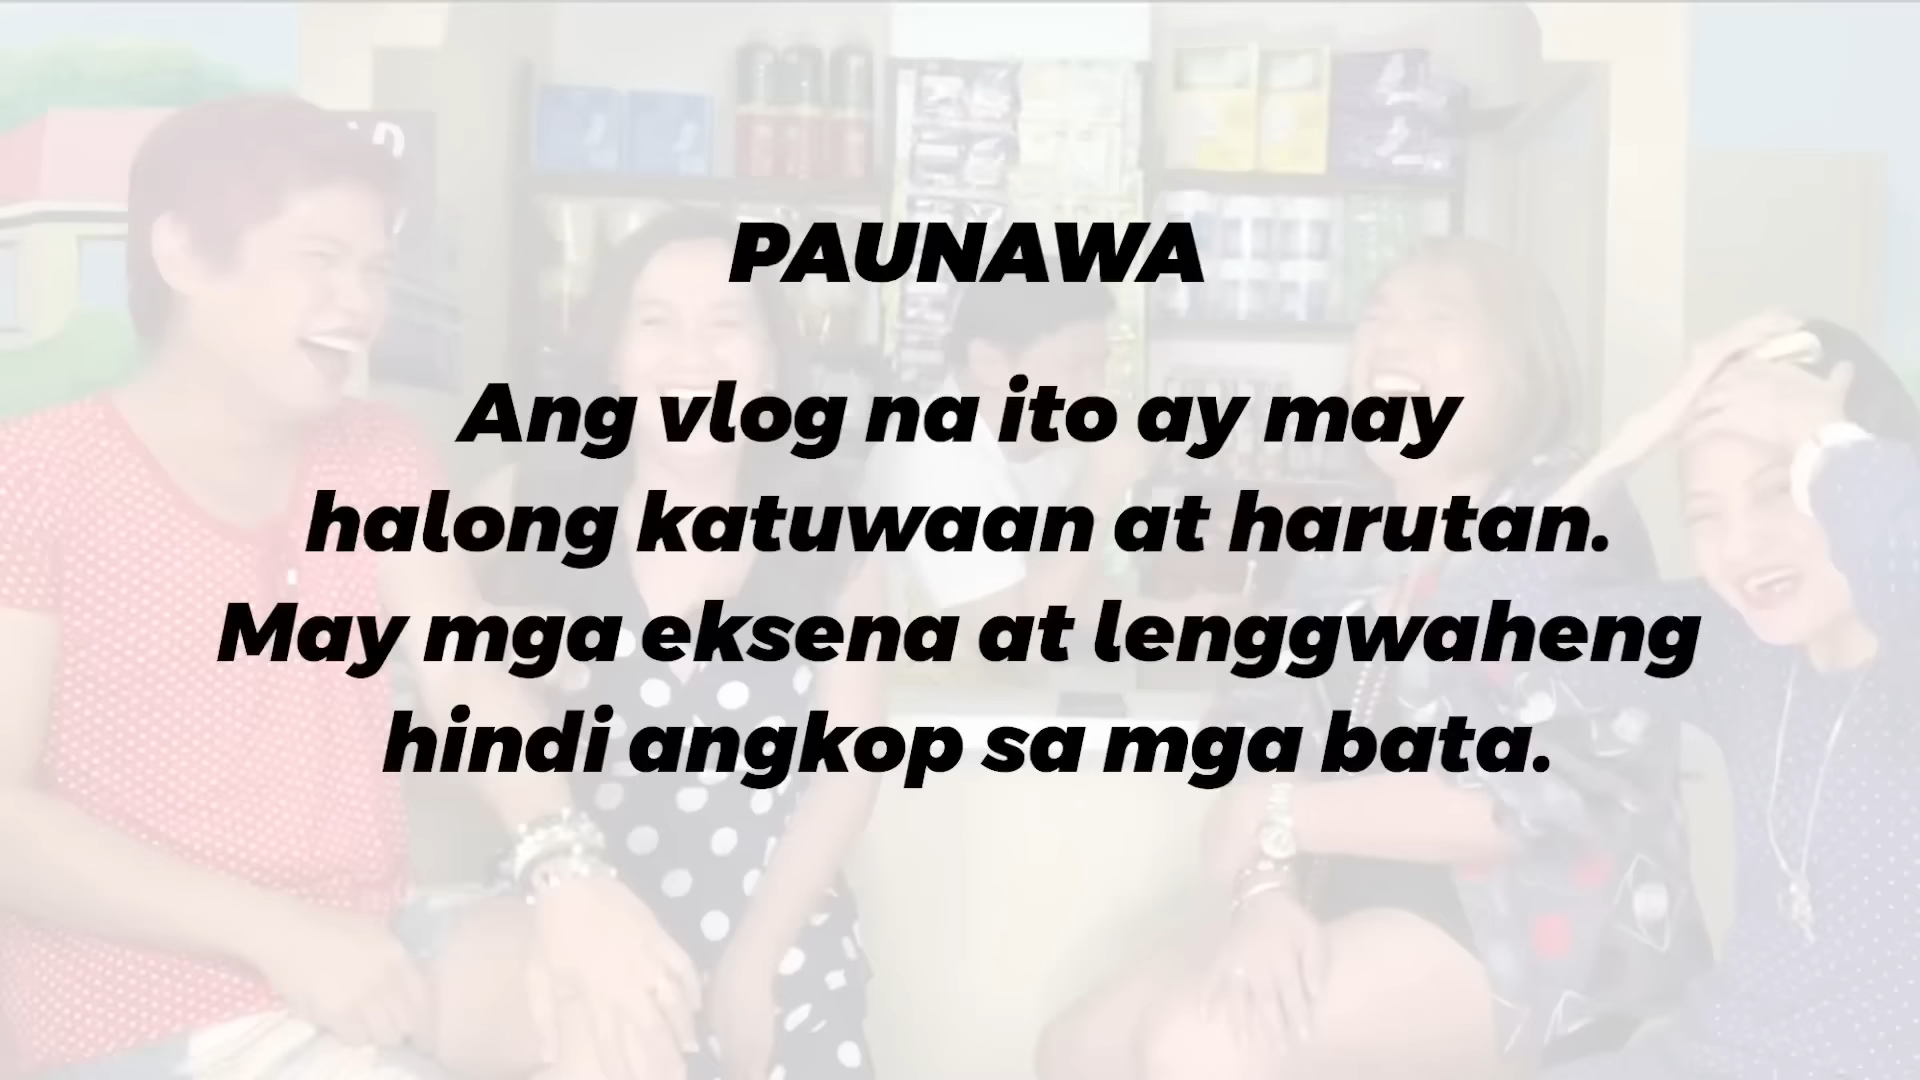 PAUNAWA
Ang vlog na ito ay may
halong katuwaan at harutan.
May mga eksena at lenggwaheng
hindi angkop sa mga bata.